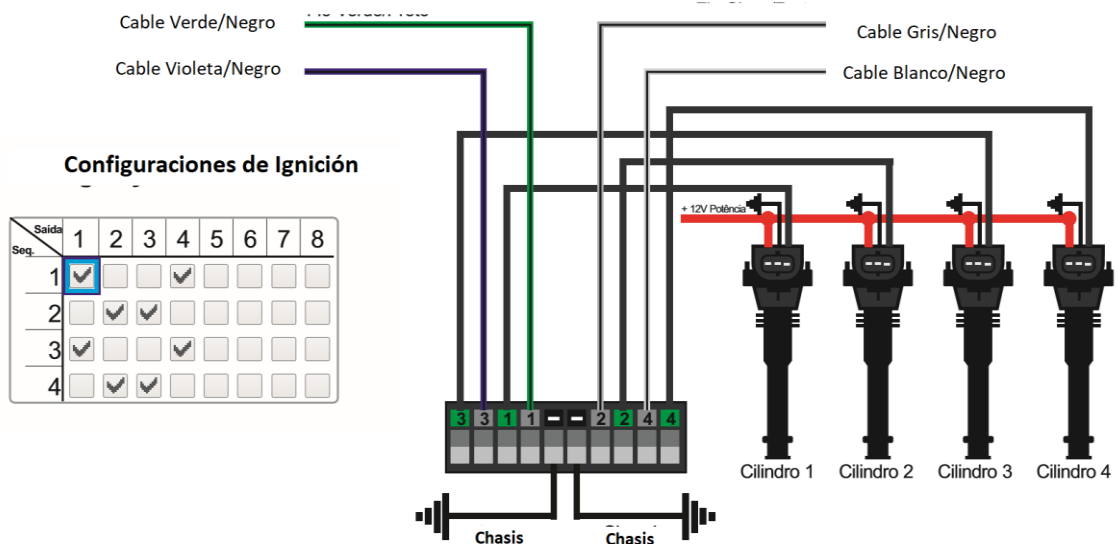 Cable Verde/Negro
Cable Violeta/Negro
Cable Gris/Negro
Cable Blanco/Negro
Configuraciones de Ignición
Saída
Seq.
1 2 3 4 5 6 7 8
1
2
3
4
+ 12V Potência
3 3 1 1 2 2 4 4
Cilindro 1
Cilindro 2
Cilindro 3
Cilindro 4
Chasis
Chasis